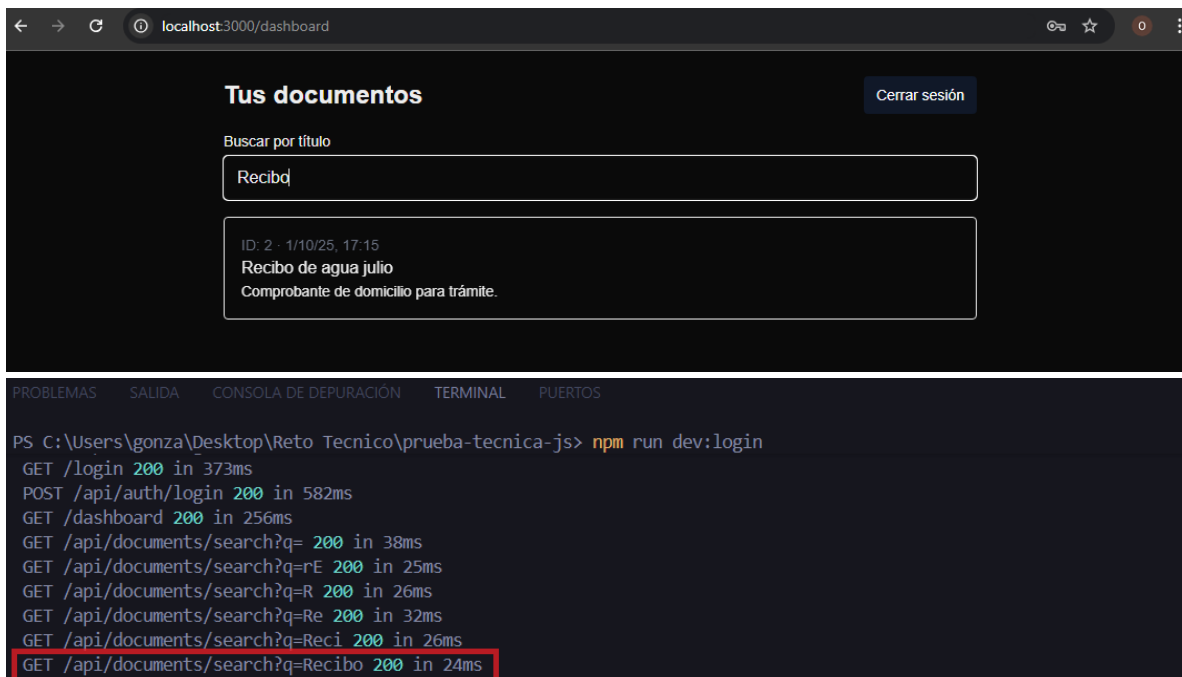 localhost:3000/dashboard
O
Tus documentos
Cerrar sesión
Buscar por título
Recibo
ID: 2 · 1/10/25, 17:15
Recibo de agua julio
Comprobante de domicilio para trámite.
PROBLEMAS SALIDA CONSOLA DE DEPURACIÓN TERMINAL PUERTOS
PS C:\Users\gonza\Desktop\Reto Tecnico\prueba-tecnica-js> npm run dev:login
GET /login 200 in 373ms
POST /api/auth/login 200 in 582ms
GET /dashboard 200 in 256ms
GET /api/documents/search?q= 200 in 38ms
GET /api/documents/search?q=rE 200 in 25ms
GET /api/documents/search?q=R 200 in 26ms
GET /api/documents/search?q=Re 200 in 32ms
GET /api/documents/search?q=Reci 200 in 26ms
GET /api/documents/search?q=Recibo 200 in 24ms